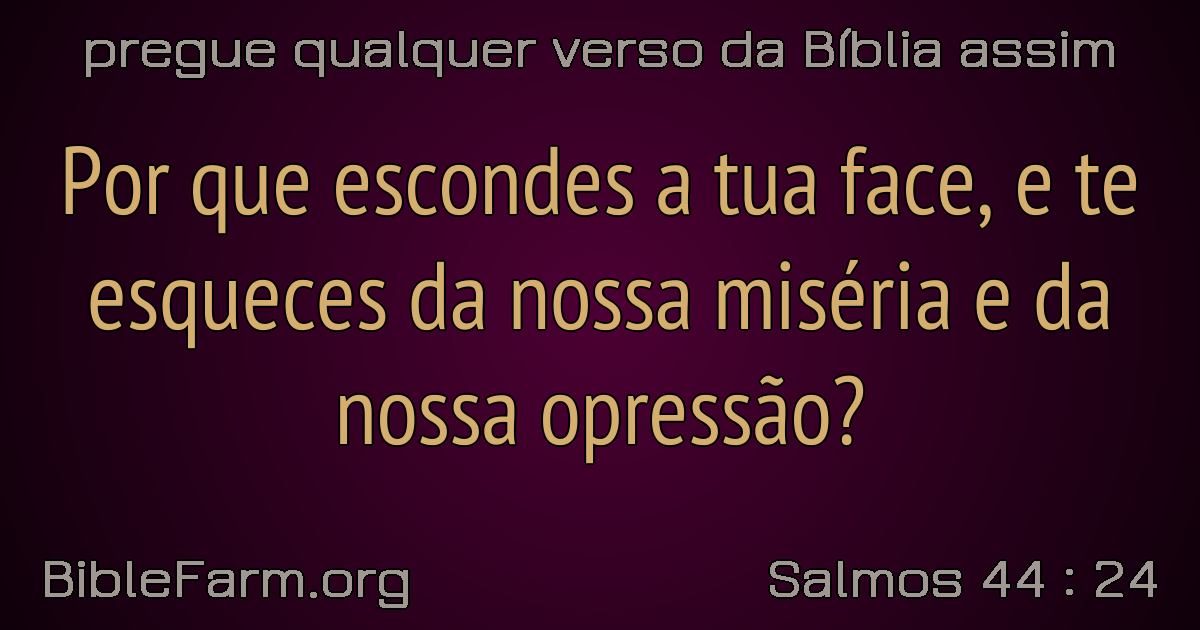 pregue qualquer verso da Bíblia assim
Por que escondes a tua face, e te
esqueces da nossa miséria e da
nossa opressão?
BibleFarm.org
Salmos 44 : 24